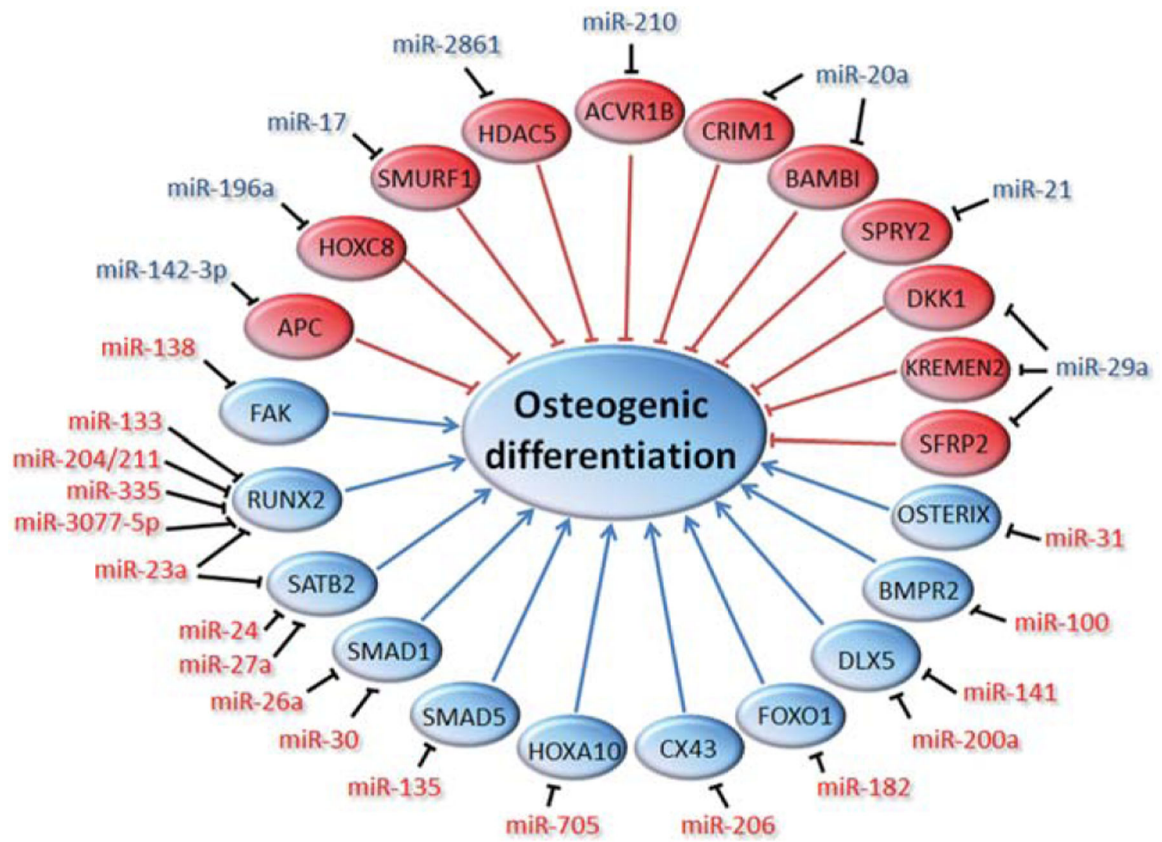 miR-210
miR-2861
miR-20a
ACVR1B
CRIM1
HDAC5
miR-17
SMURF1
BAMBI
miR-196a
miR-21
SPRY2
HOXC8
miR-142-3p
DKK1
APC
miR-138
KREMEN2
miR-29a
FAK
Osteogenic
differentiation
miR-133
SFRP2
miR-204/211
miR-335
RUNX2
miR-3077-5p
OSTERIX
miR-31
miR-23a
SATB2
BMPR2
miR-24
miR-100
miR-27a
SMAD1
DLX5
miR-26a
miR-141
miR-30
SMAD5
FOXO1
miR-200a
HOXA10
CX43
miR-135
miR-182
miR-705
miR-206